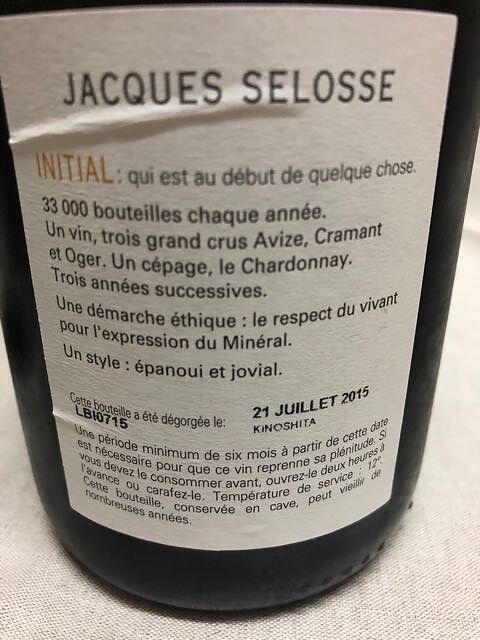 JACQUES SELOSSE
INITIAL : qui est au début de quelque chose.
33 000 bouteilles chaque année.
Un vin, trois grand crus Avize, Cramant
et Oger. Un cépage, le Chardonnay.
Trois années successives.
Une démarche éthique : le respect du vivant
pour l'expression du Minéral.
Un style : épanoui et jovial.
Cette bouteille a été dégorgée le: 21 JUILLET 2015
LBI0715 KINOSHITA
Une période minimum de six mois à partir de cette date
est nécessaire pour que ce vin reprenne sa plénitude. Si
vous devez le consommer avant, ouvrez-le deux heures à
l'avance ou carafez-le. Température de service : 12°.
Cette bouteille, conservée en cave, peut vieillir de
nombreuses années.